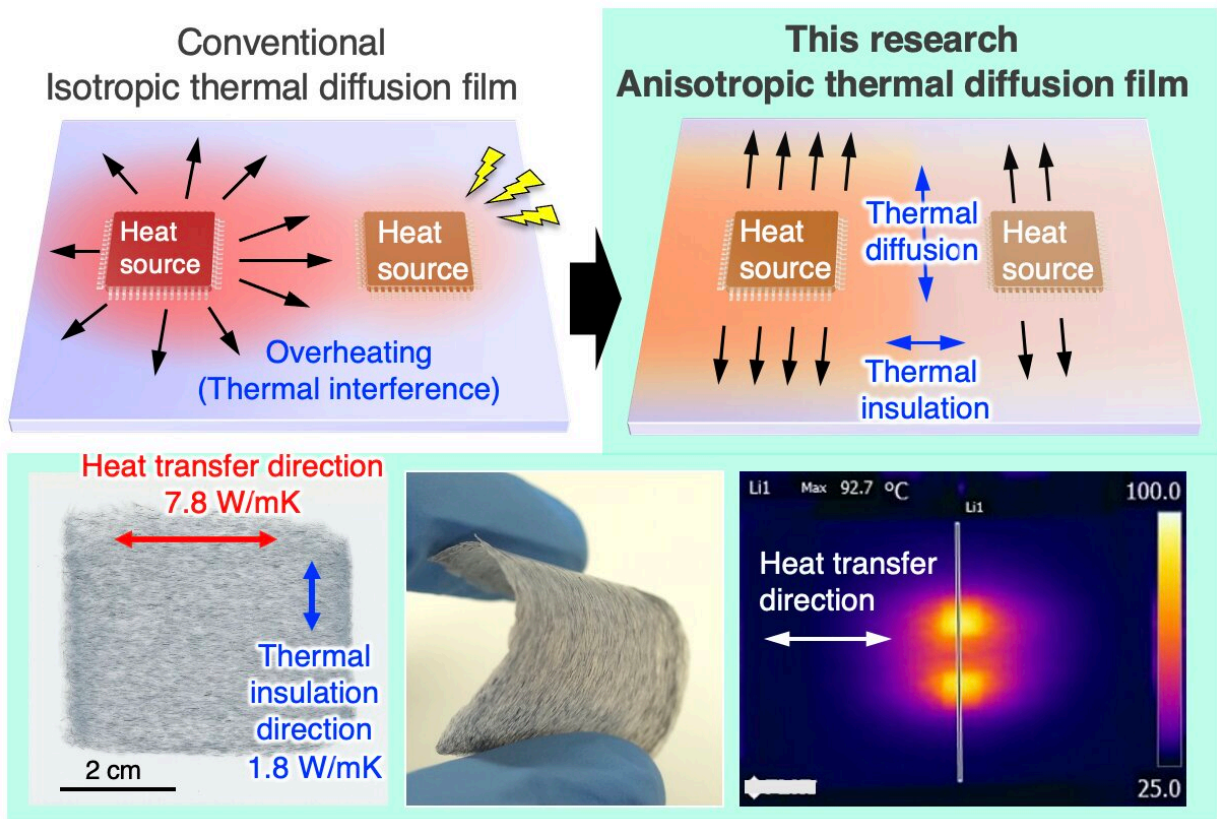 Conventional
Isotropic thermal diffusion film
This research
Anisotropic thermal diffusion film
Heat
source
Heat
source
Overheating
(Thermal interference)
Heat
source
Thermal
diffusion
Heat
source
Thermal
insulation
Heat transfer direction
7.8 W/mK
Thermal
insulation
direction
1.8 W/mK
2 cm
Li1 Max 92.7 °C
100.0
Li1
Heat transfer
direction
25.0